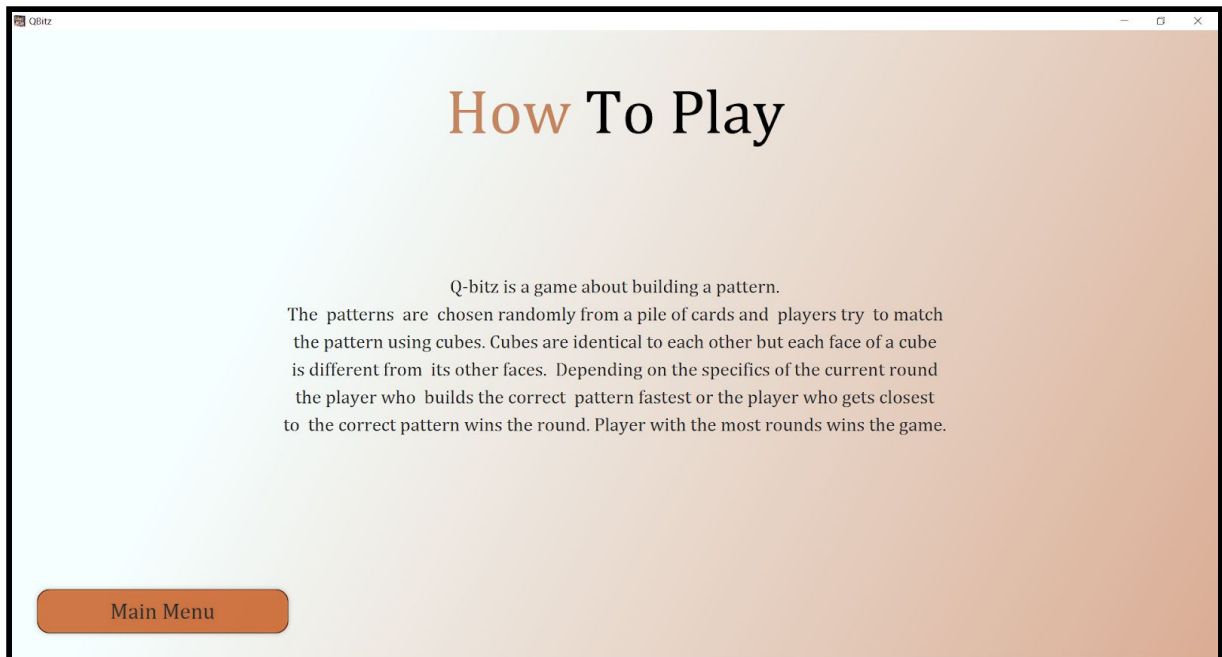 QBitz
How To Play
Q-bitz is a game about building a pattern.
The patterns are chosen randomly from a pile of cards and players try to match
the pattern using cubes. Cubes are identical to each other but each face of a cube
is different from its other faces. Depending on the specifics of the current round
the player who builds the correct pattern fastest or the player who gets closest
to the correct pattern wins the round. Player with the most rounds wins the game.
Main Menu